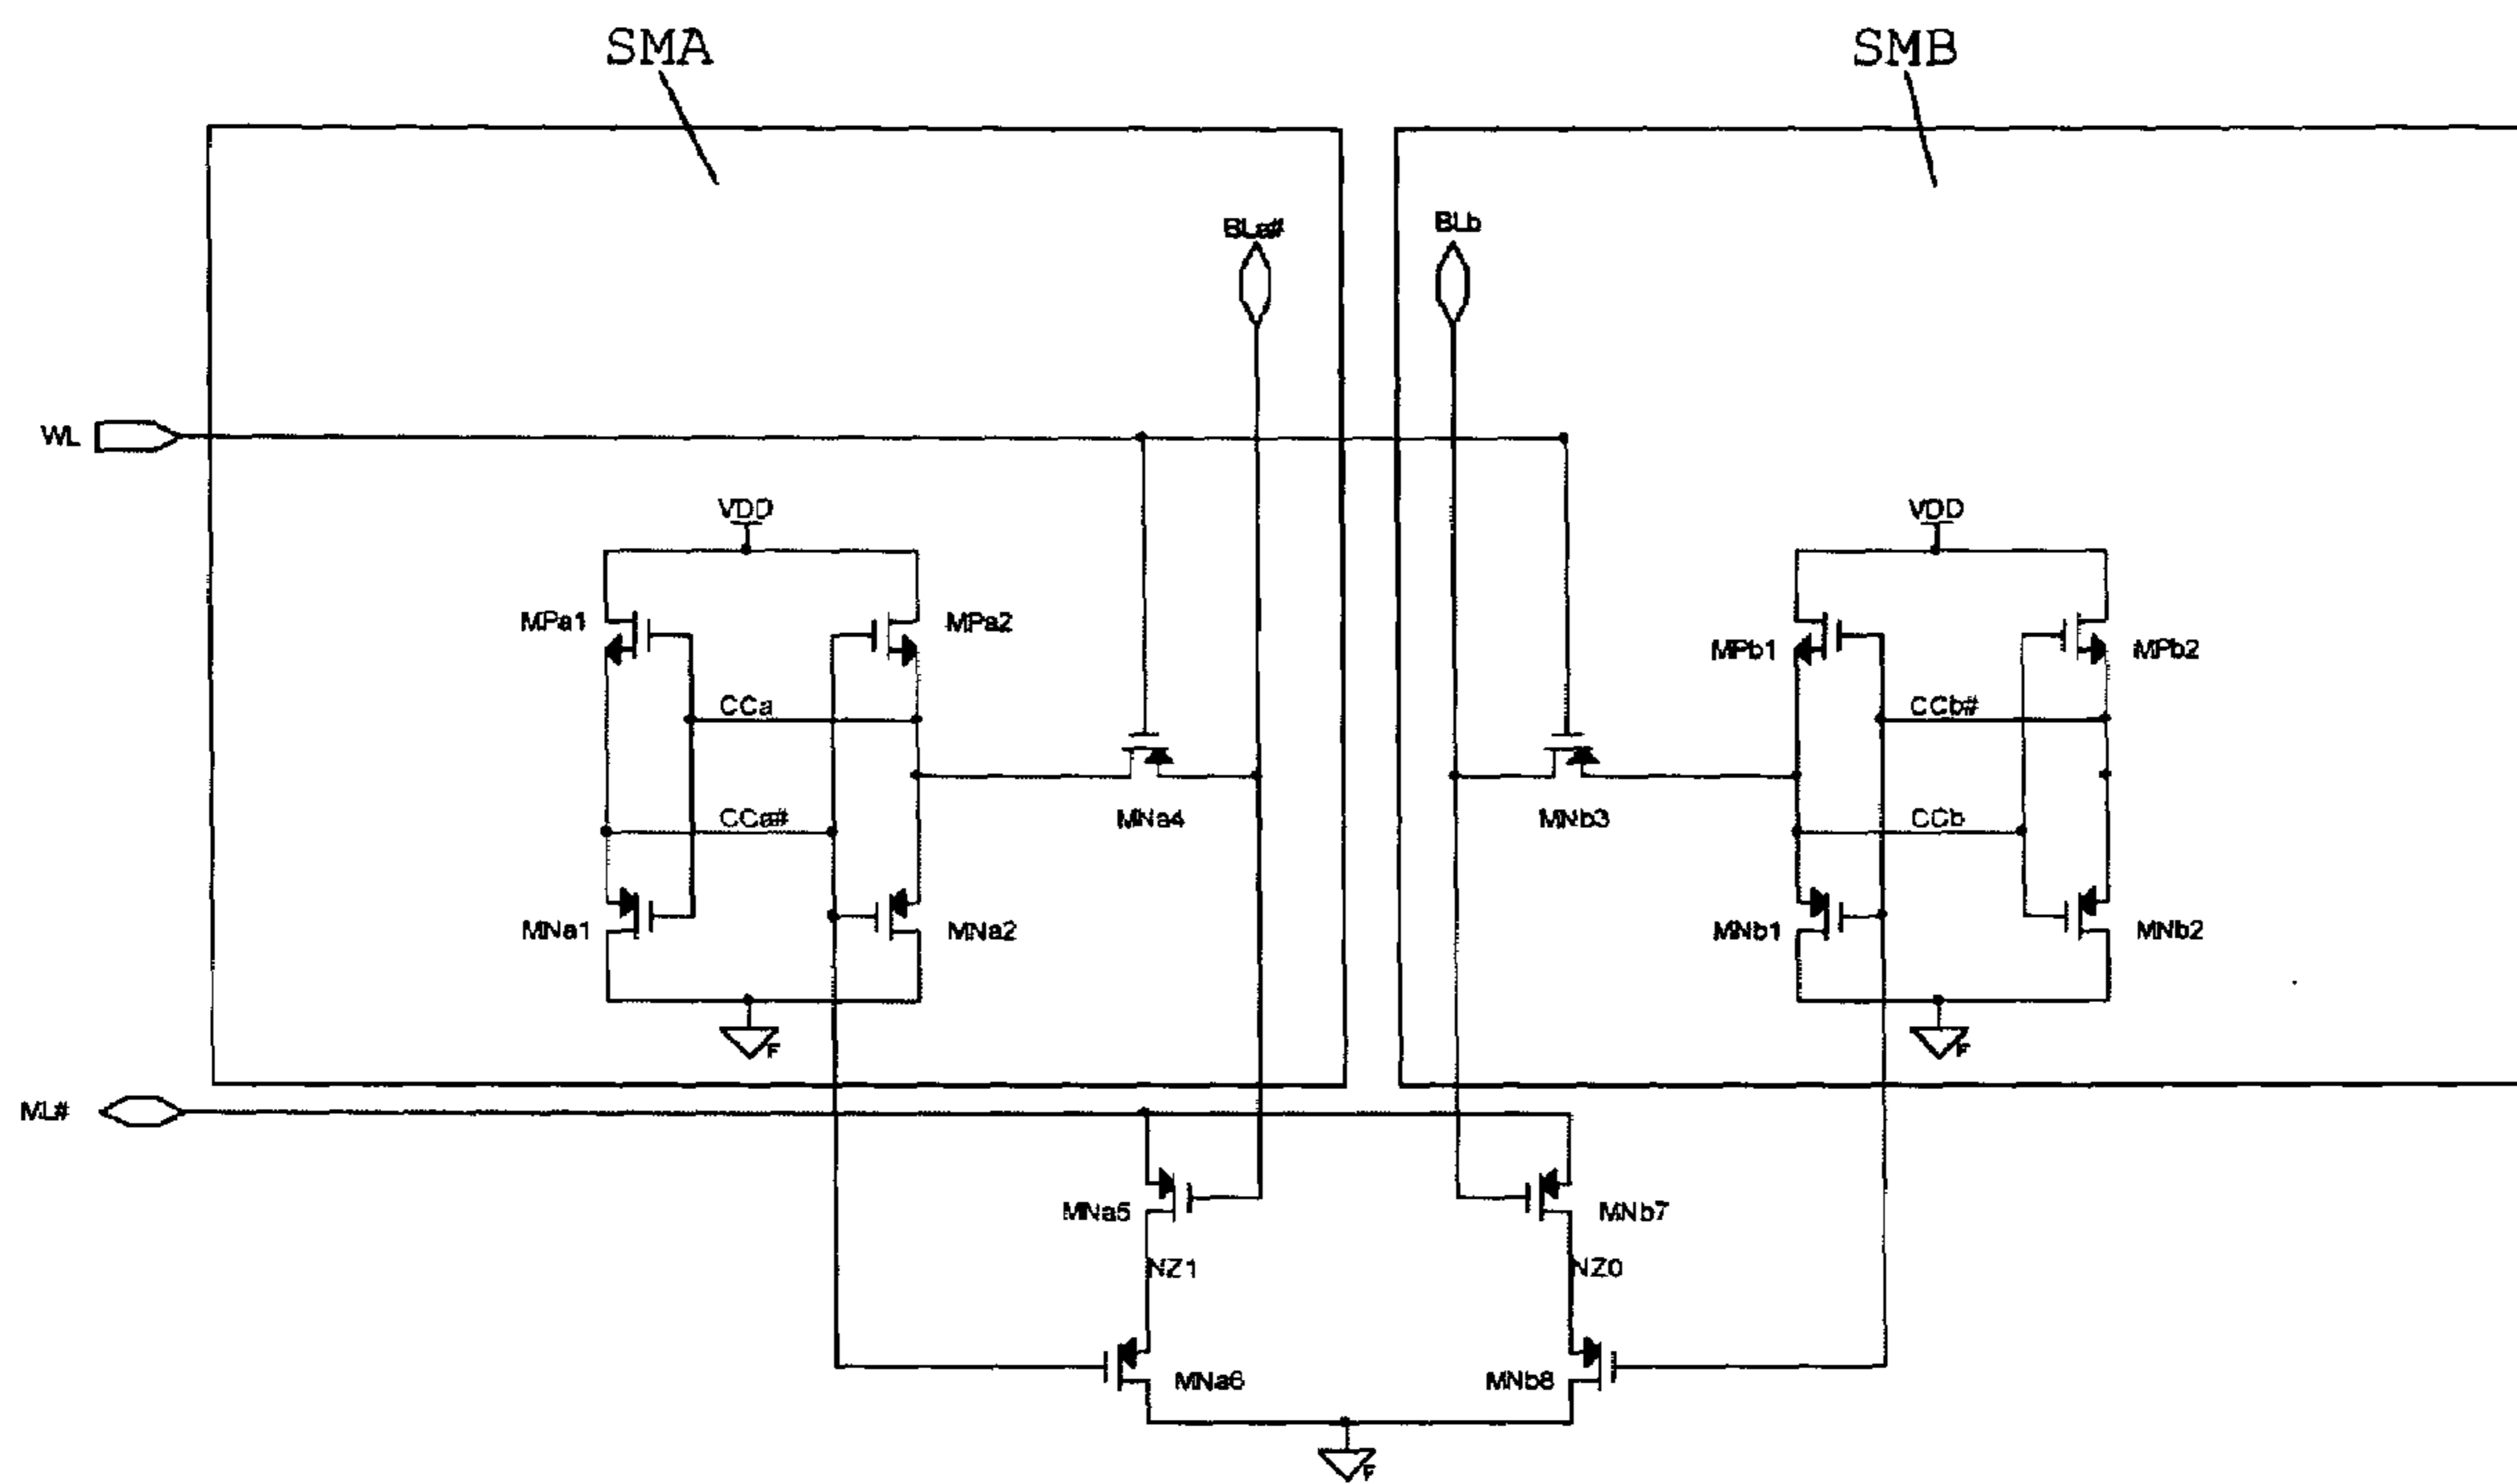 SMA SMB
BLa# BLb
WL
VDD VDD
MPa1 MPa2 MPb1 MPb2
CCa CCb#
CCa# MNa4 MNb3 CCb
MNa1 MNa2 MNb1 MNb2
F F
ML#
MNa5 MNb7
NZ1 NZ0
MNa6 MNb8
F